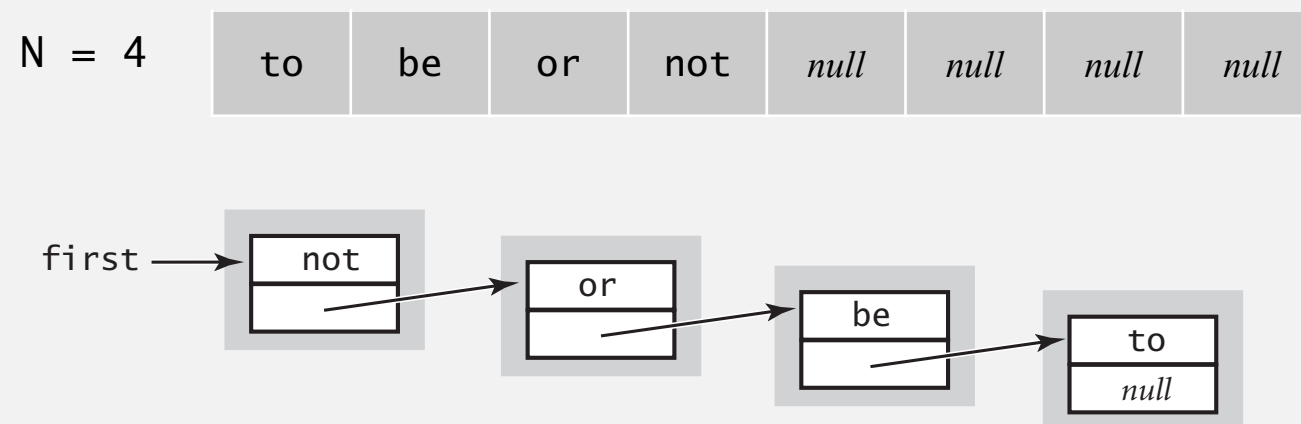 N = 4 to be or not null null null null
first not
or
be
to
null